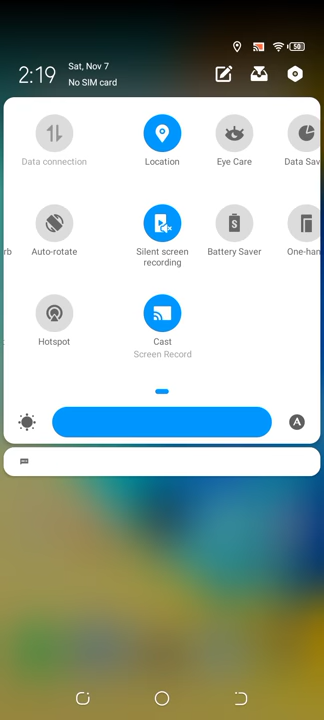 50
2:19
Sat, Nov 7
No SIM card
Data connection
Location
Eye Care
Data Sav
rb
Auto-rotate
Silent screen
recording
Battery Saver
One-han
Hotspot
Cast
Screen Record
A